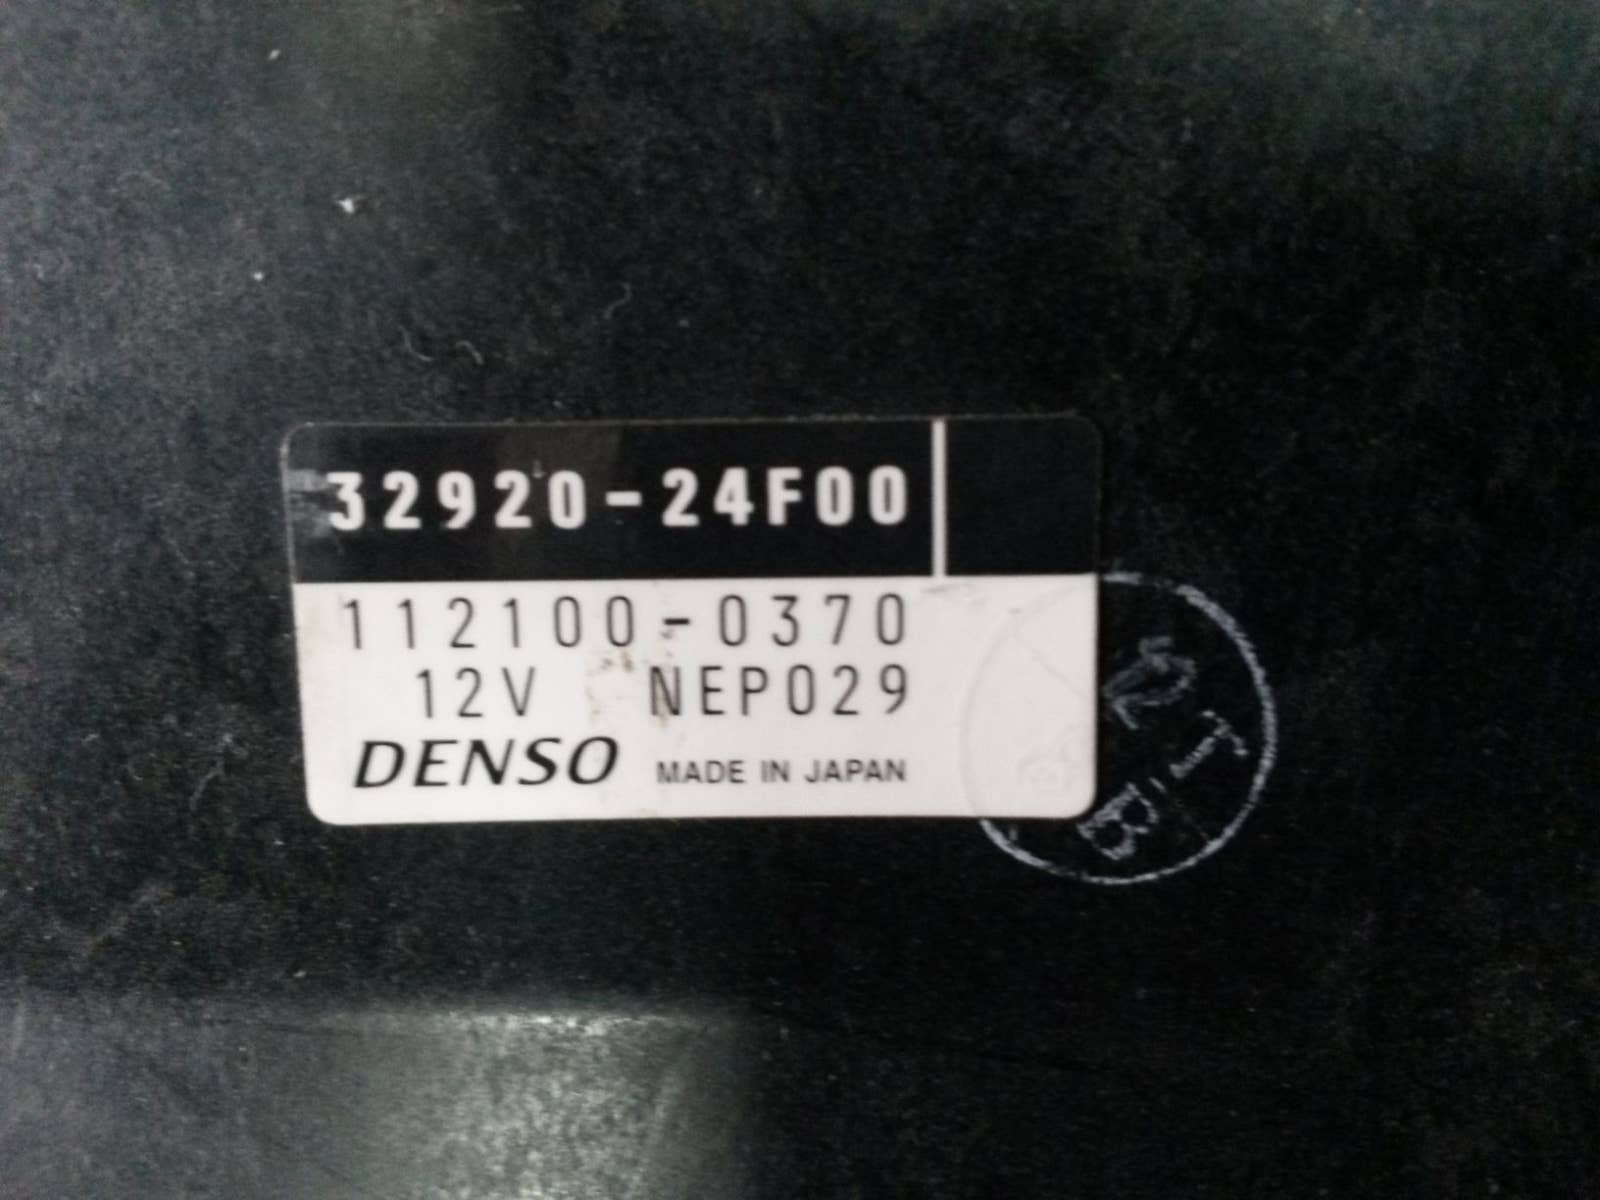 32920-24F00
112100-0370
12V NEP029
DENSO MADE IN JAPAN